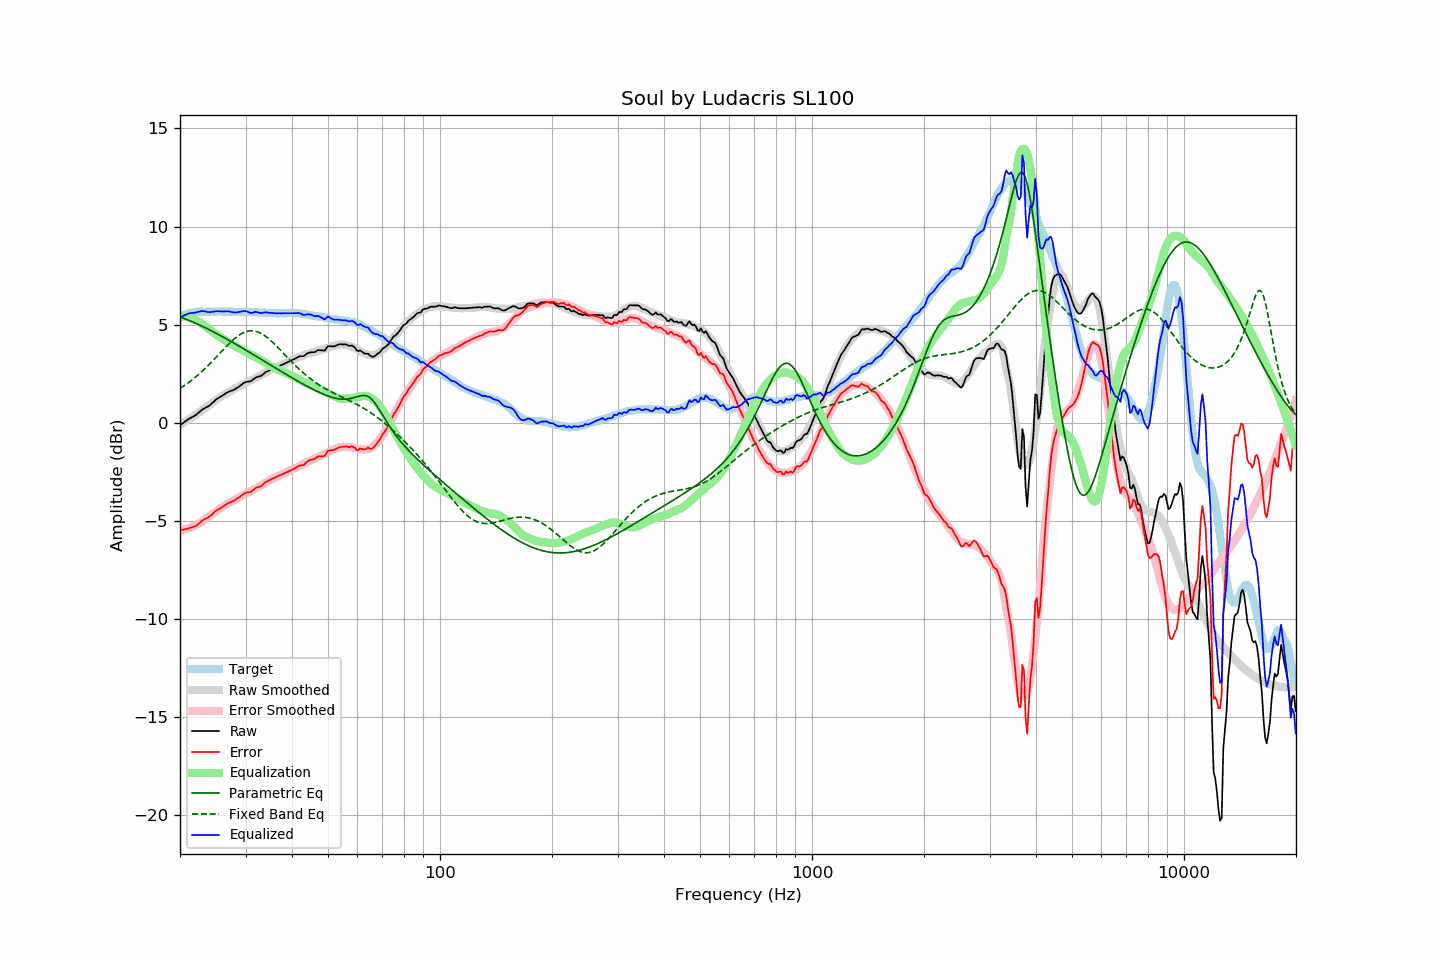 Soul by Ludacris SL100
15
10
5
0
−5
−10
−15
−20
Amplitude (dBr)
Target
Raw Smoothed
Error Smoothed
Raw
Error
Equalization
Parametric Eq
Fixed Band Eq
Equalized
100
1000
10000
Frequency (Hz)